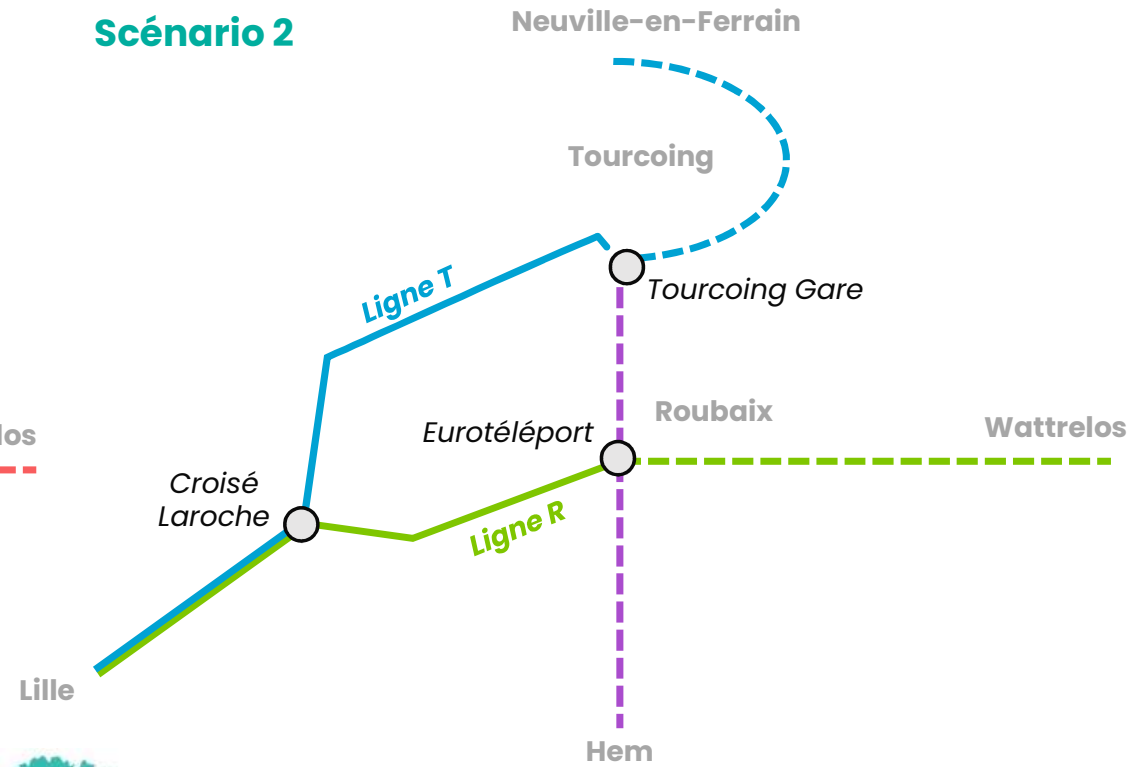 Scénario 2
Neuville-en-Ferrain
Tourcoing
Ligne T
Tourcoing Gare
Roubaix
Eurotéléport
Wattrelos
Croisé
Laroche
Ligne R
Lille
Hem